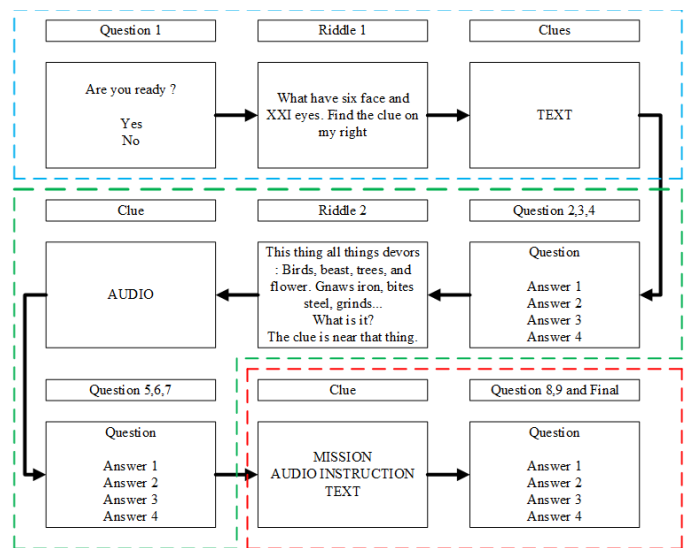 Question 1
Riddle 1
Clues
Are you ready ?
Yes
No
What have six face and
XXI eyes. Find the clue on
my right
TEXT
Clue
Riddle 2
Question 2,3,4
AUDIO
This thing all things devors
: Birds, beast, trees, and
flower. Gnaws iron, bites
steel, grinds...
What is it?
The clue is near that thing.
Question
Answer 1
Answer 2
Answer 3
Answer 4
Question 5,6,7
Clue
Question 8,9 and Final
Question
Answer 1
Answer 2
Answer 3
Answer 4
MISSION
AUDIO INSTRUCTION
TEXT
Question
Answer 1
Answer 2
Answer 3
Answer 4